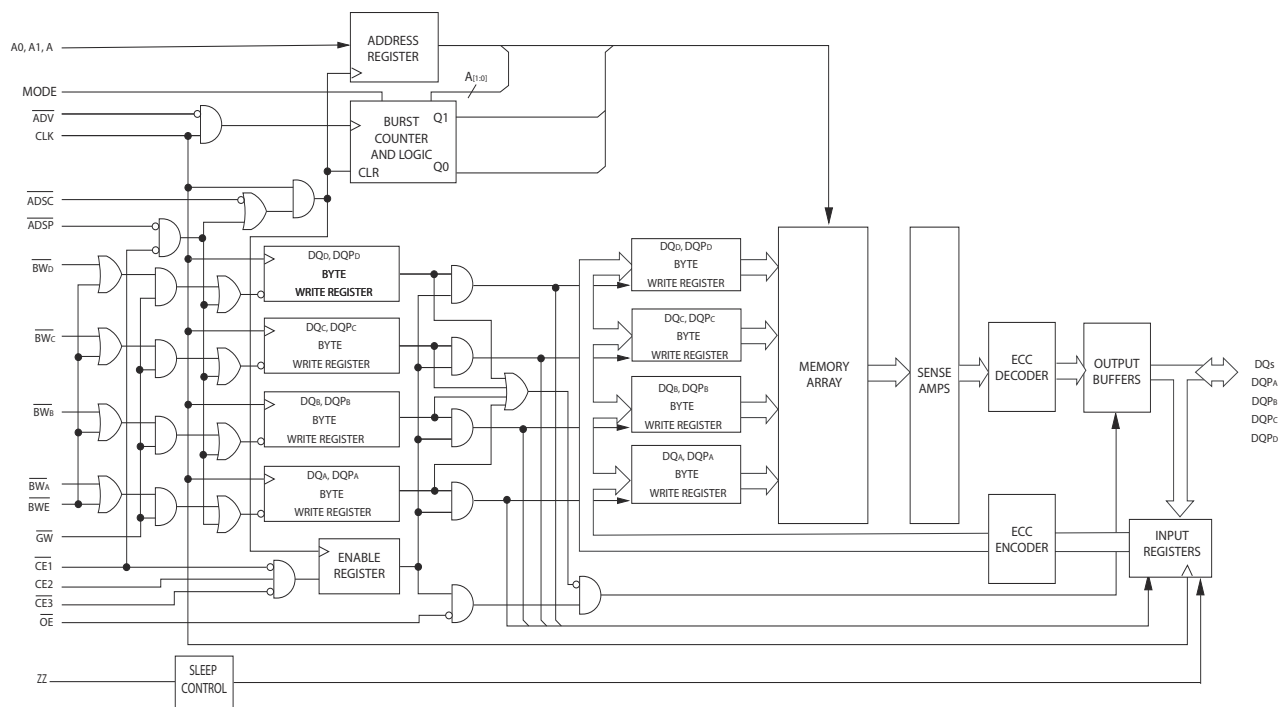 A0, A1, A
ADDRESS
REGISTER
A[1:0]
MODE
ADV
CLK
BURST
COUNTER
AND LOGIC
CLR
Q1
Q0
ADSC
ADSP
BWD
DQD, DQPD
BYTE
WRITE REGISTER
DQD, DQPD
BYTE
WRITE REGISTER
BWC
DQC, DQPC
BYTE
WRITE REGISTER
DQC, DQPC
BYTE
WRITE REGISTER
BWB
DQB, DQPB
BYTE
WRITE REGISTER
DQB, DQPB
BYTE
WRITE REGISTER
BWA
BWE
DQA, DQPA
BYTE
WRITE REGISTER
DQA, DQPA
BYTE
WRITE REGISTER
MEMORY
ARRAY
SENSE
AMPS
ECC
DECODER
OUTPUT
BUFFERS
DQs
DQPA
DQPB
DQPC
DQPD
GW
CE1
CE2
CE3
OE
ENABLE
REGISTER
ECC
ENCODER
INPUT
REGISTERS
ZZ
SLEEP
CONTROL